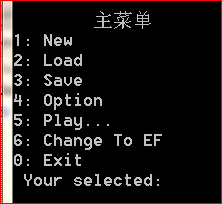 主菜单
1: New
2: Load
3: Save
4: Option
5: Play...
6: Change To EF
0: Exit
Your selected: